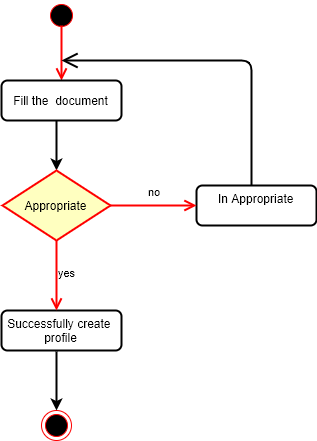 Fill the  document
Appropriate
no
In Appropriate
yes
Successfully create
profile